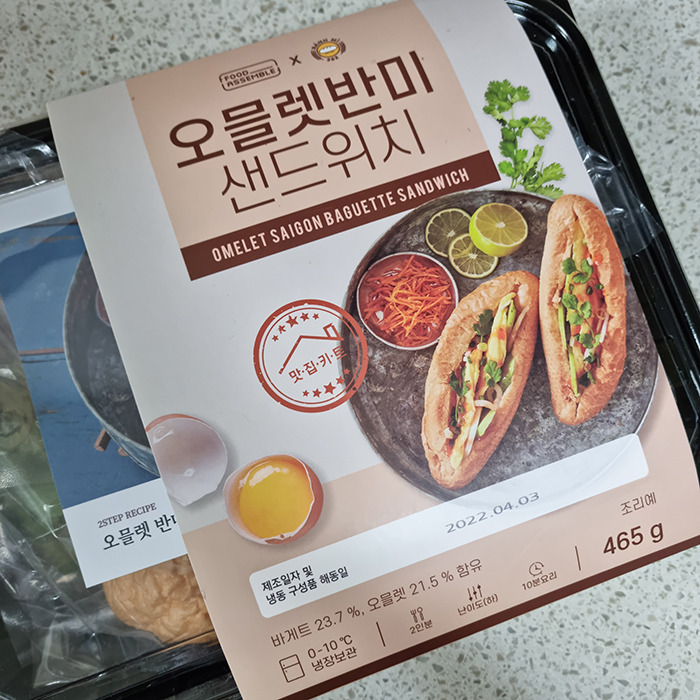 FOOD ASSEMBLE
X
오믈렛반미
샌드위치
OMELET SAIGON BAGUETTE SANDWICH
맛·집·카·트
2STEP RECIPE
오믈렛 반
2022.04.03
제조일자 및
냉동 구성품 해동일
조리예
바게트 23.7 %, 오믈렛 21.5 % 함유
465 g
0-10 ℃
냉장보관
2인분
난이도(하)
10분요리